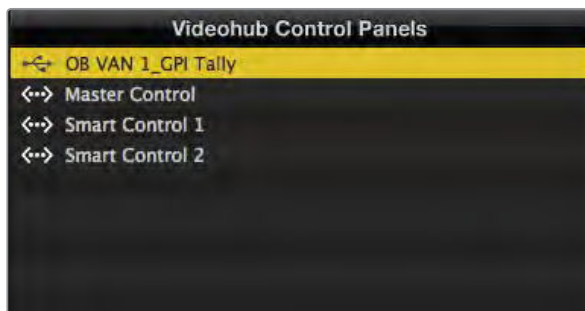 Videohub Control Panels
OB VAN 1_GPI Tally
Master Control
Smart Control 1
Smart Control 2